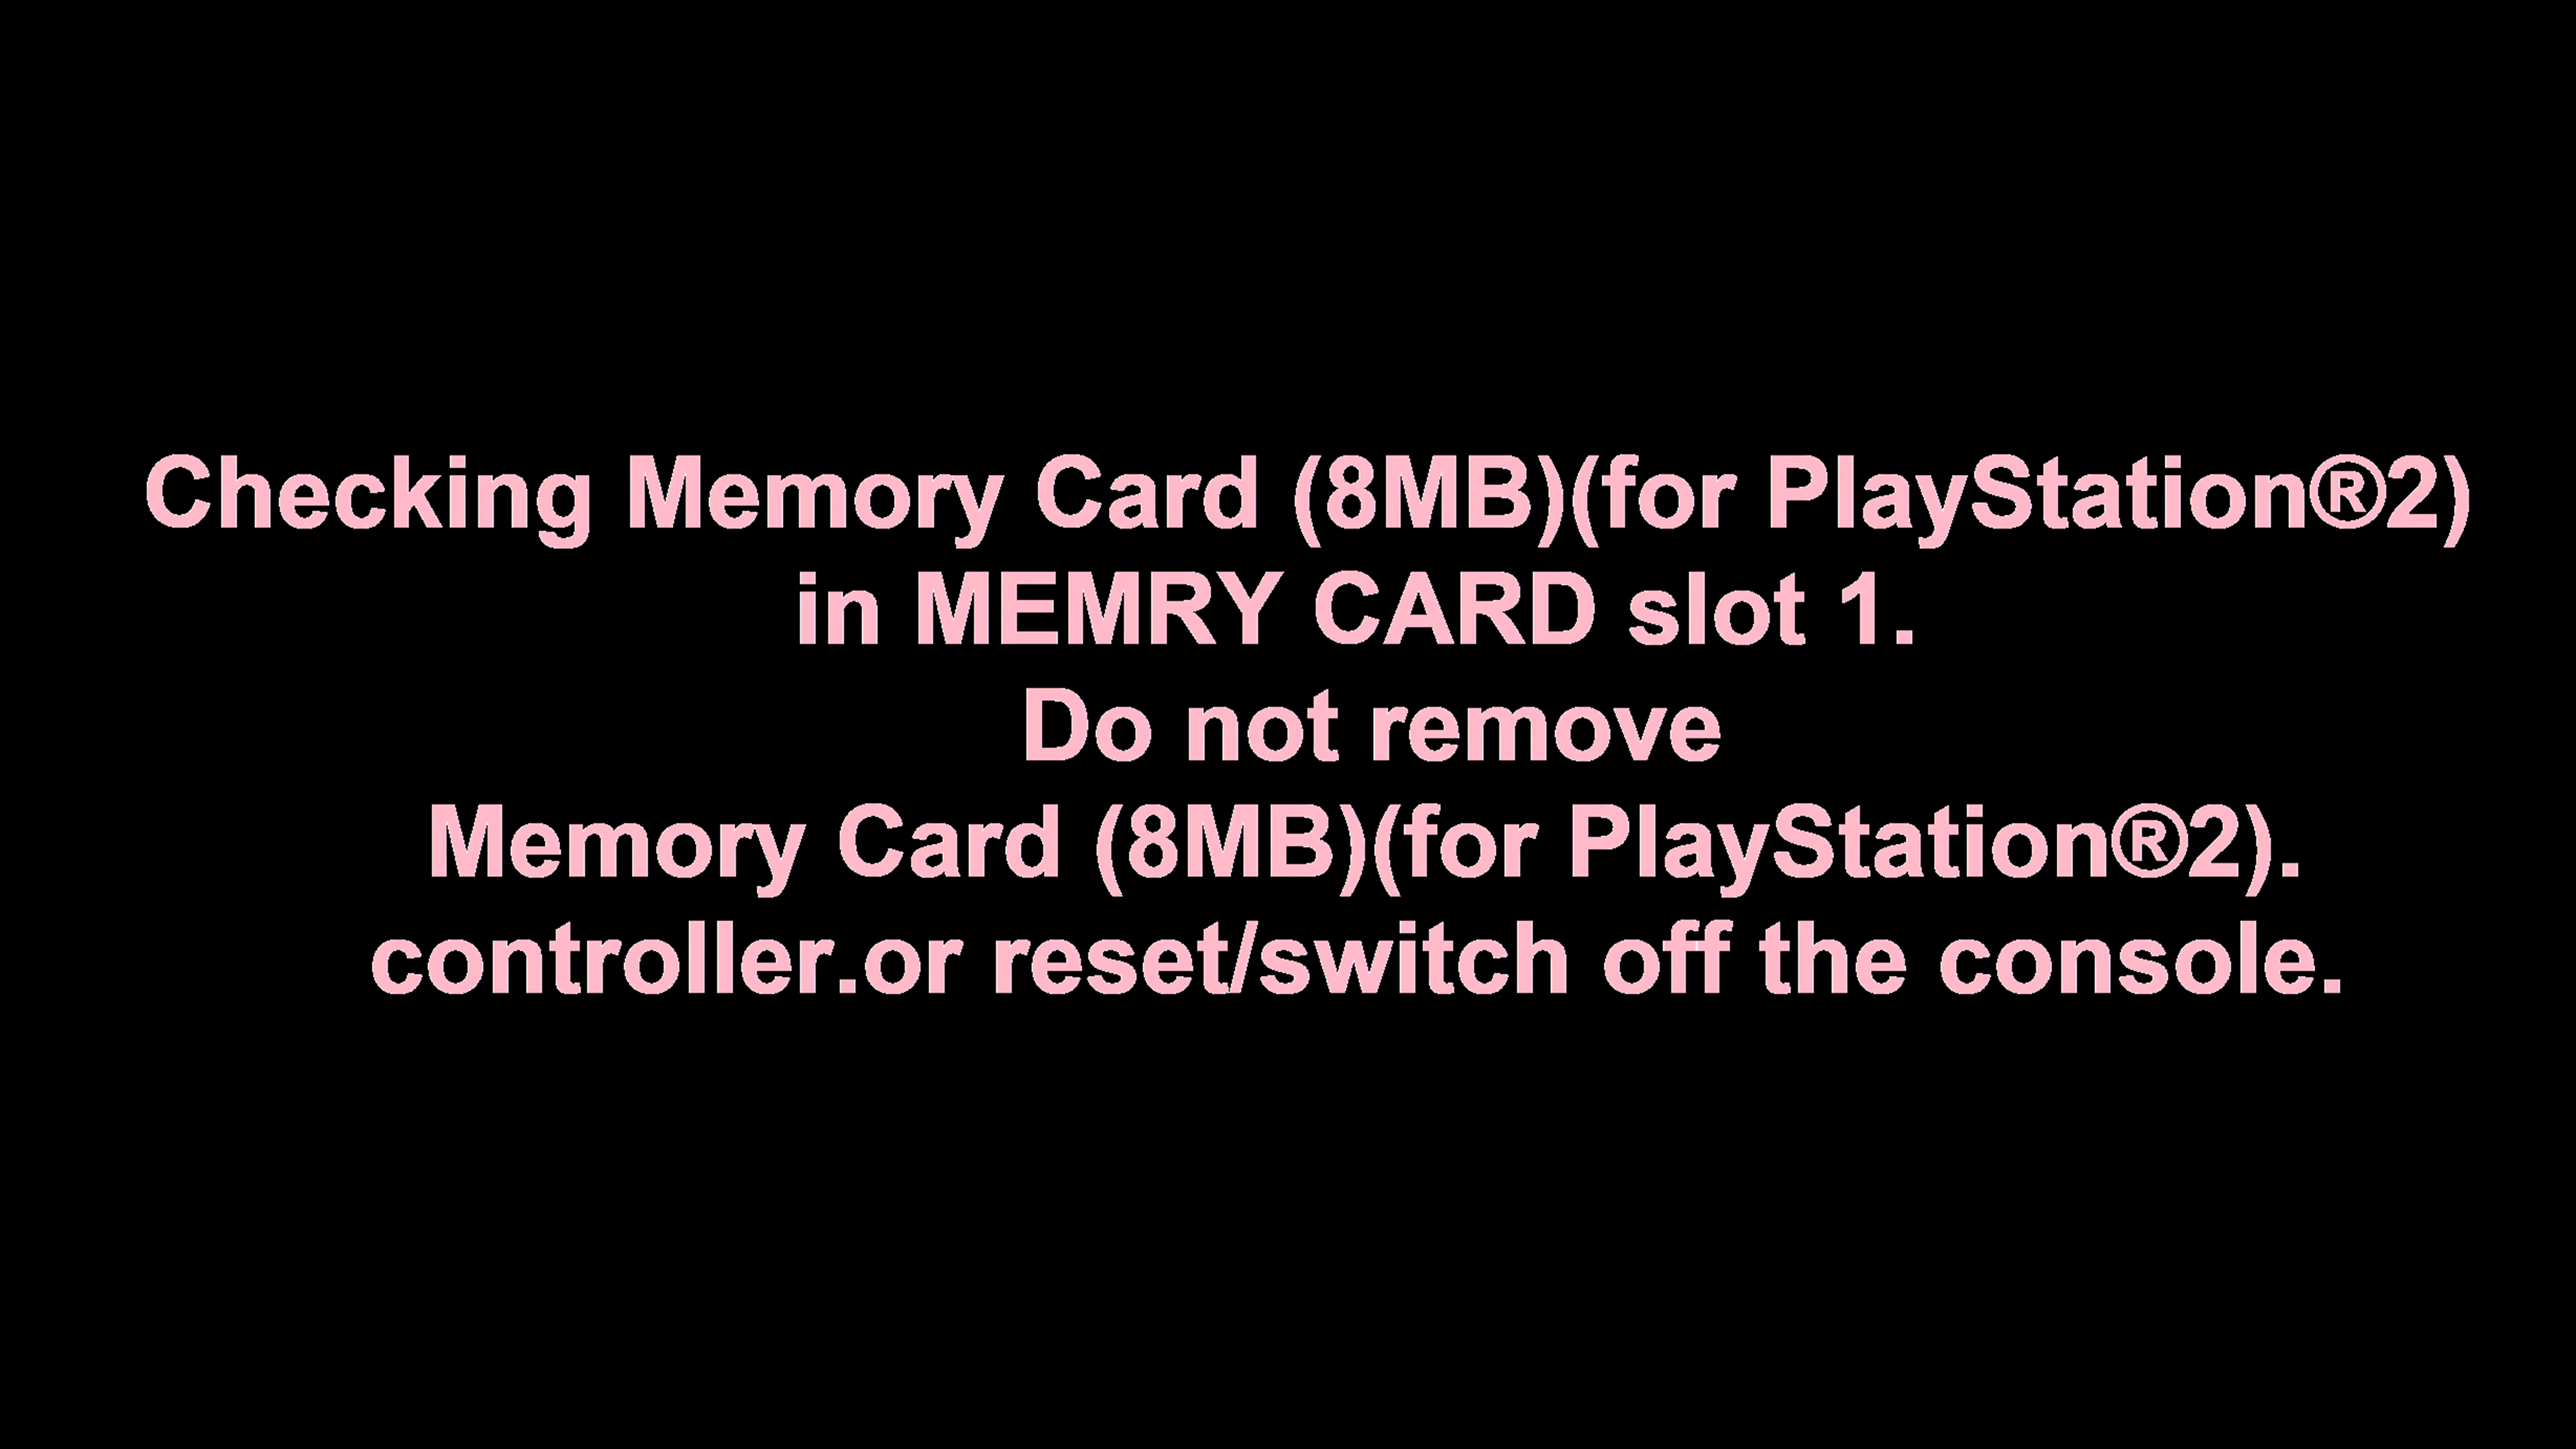 Checking Memory Card (8MB)(for PlayStation®2)
in MEMRY CARD slot 1.
Do not remove
Memory Card (8MB)(for PlayStation®2).
controller.or reset/switch off the console.